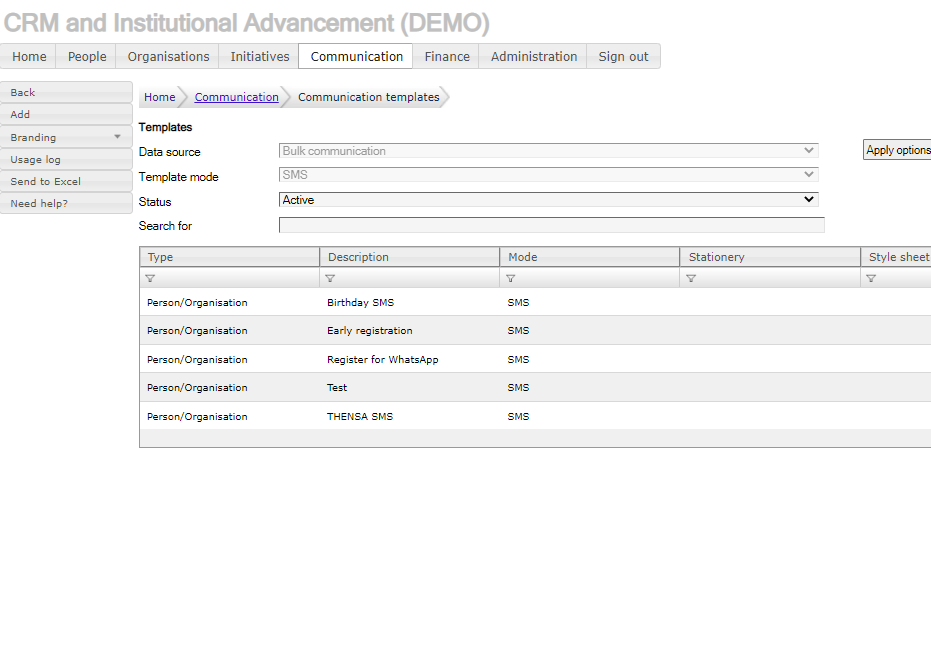 CRM and Institutional Advancement (DEMO)
Home People Organisations Initiatives Communication Finance Administration Sign out
Back
Add
Branding
Usage log
Send to Excel
Need help?
Home Communication Communication templates
Templates
Data source Bulk communication Apply options
Template mode SMS
Status Active
Search for
Type Description Mode Stationery Style sheet
Person/Organisation Birthday SMS SMS
Person/Organisation Early registration SMS
Person/Organisation Register for WhatsApp SMS
Person/Organisation Test SMS
Person/Organisation THENSA SMS SMS